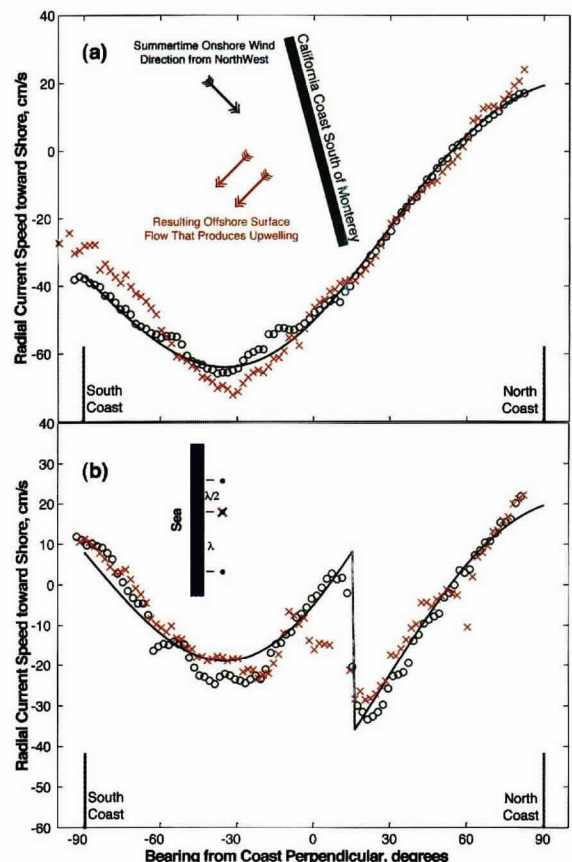 Radial Current Speed toward Shore, cm/s
40
20
0
-20
-40
-60
(a)
Summertime Onshore Wind
Direction from NorthWest
California Coast South of Monterey
Resulting Offshore Surface
Flow That Produces Upwelling
South
Coast
North
Coast
Radial Current Speed toward Shore, cm/s
40
30
20
10
0
-10
-20
-30
-40
-50
-60
(b)
Sea
λ/2
λ
South
Coast
North
Coast
-90 -60 -30 0 30 60 90
Bearing from Coast Perpendicular, degrees